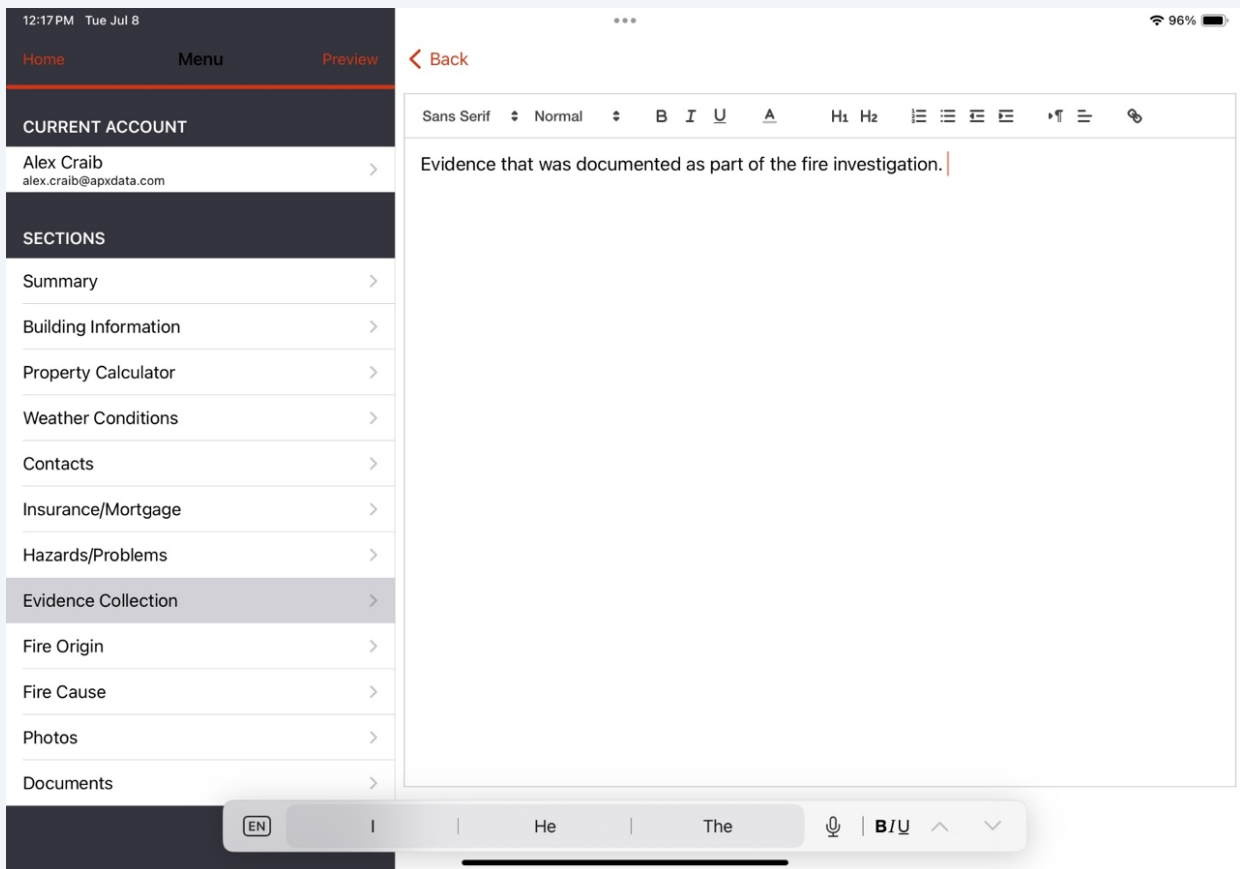 12:17 PM Tue Jul 8
96%
Home Menu Preview
Back
CURRENT ACCOUNT
Alex Craib
alex.craib@apxdata.com
SECTIONS
Summary
Building Information
Property Calculator
Weather Conditions
Contacts
Insurance/Mortgage
Hazards/Problems
Evidence Collection
Fire Origin
Fire Cause
Photos
Documents
Sans Serif Normal B I U A H1 H2
Evidence that was documented as part of the fire investigation.
EN I He The BIU